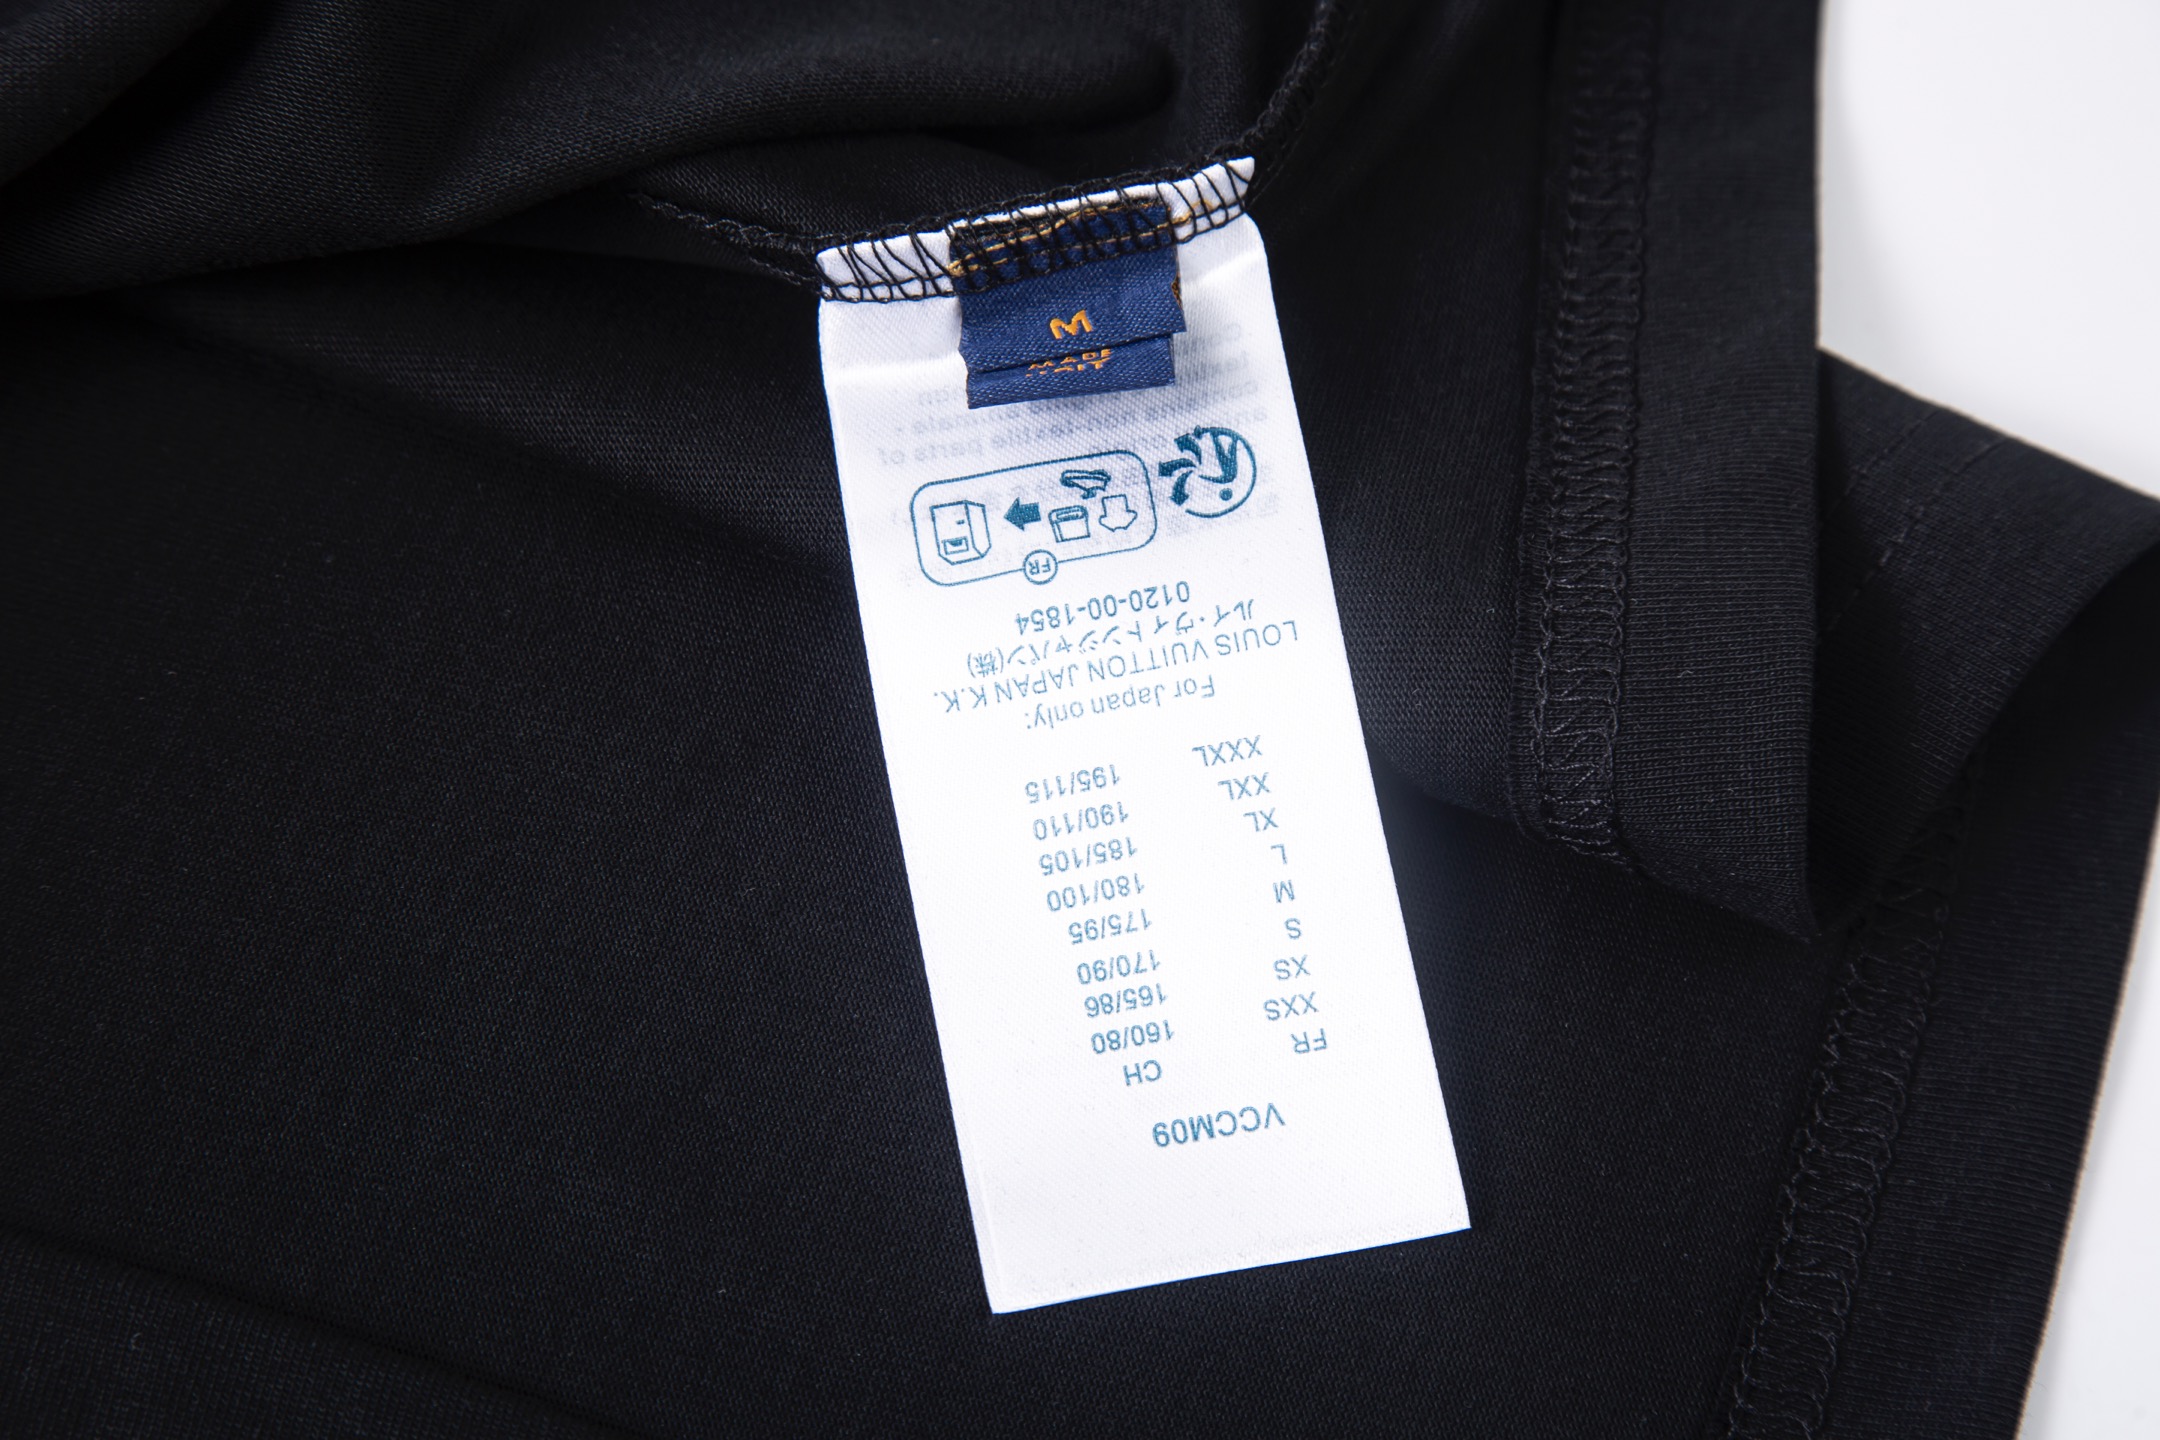 M
MADE
VCCM09
FR CH
XXS 160/80
XS 165/86
S 170/90
M 175/95
L 180/100
XL 185/105
XXL 190/110
XXXL 195/115
For Japan only:
LOUIS VUITTON JAPAN K.K.
ルイ・ヴィトンジャパン(株)
0120-00-1854
FR